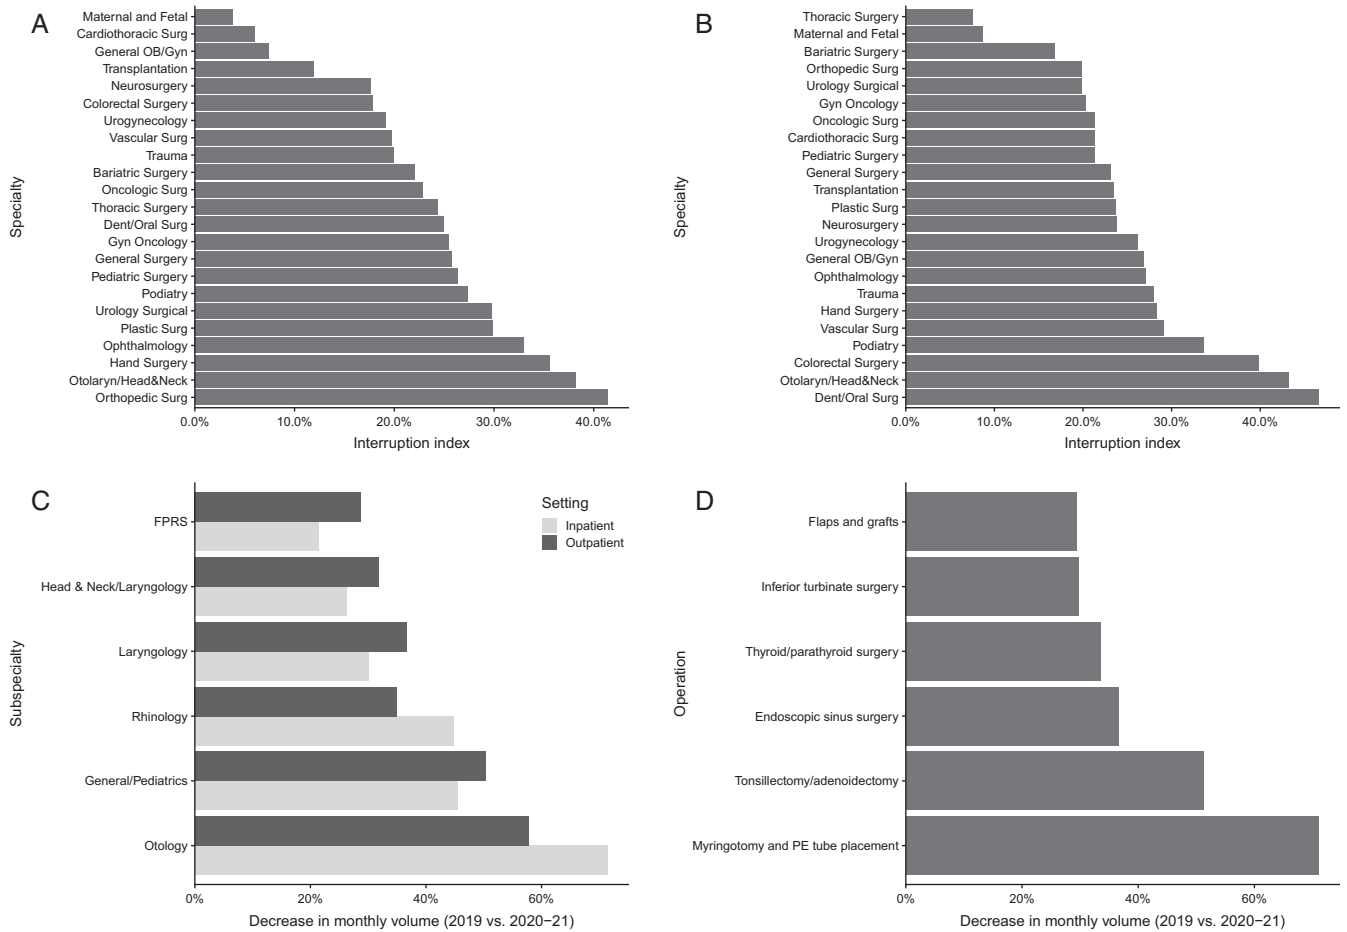 A
Specialty
Maternal and Fetal
Cardiothoracic Surg
General OB/Gyn
Transplantation
Neurosurgery
Colorectal Surgery
Urogynecology
Vascular Surg
Trauma
Bariatric Surgery
Oncologic Surg
Thoracic Surgery
Dent/Oral Surg
Gyn Oncology
General Surgery
Pediatric Surgery
Podiatry
Urology Surgical
Plastic Surg
Ophthalmology
Hand Surgery
Otolaryn/Head&Neck
Orthopedic Surg
0.0% 10.0% 20.0% 30.0% 40.0%
Interruption index
B
Specialty
Thoracic Surgery
Maternal and Fetal
Bariatric Surgery
Orthopedic Surg
Urology Surgical
Gyn Oncology
Oncologic Surg
Cardiothoracic Surg
Pediatric Surgery
General Surgery
Transplantation
Plastic Surg
Neurosurgery
Urogynecology
General OB/Gyn
Ophthalmology
Trauma
Hand Surgery
Vascular Surg
Podiatry
Colorectal Surgery
Otolaryn/Head&Neck
Dent/Oral Surg
0.0% 10.0% 20.0% 30.0% 40.0%
Interruption index
C
Subspecialty
FPRS
Head & Neck/Laryngology
Laryngology
Rhinology
General/Pediatrics
Otology
Setting
Inpatient
Outpatient
0% 20% 40% 60%
Decrease in monthly volume (2019 vs. 2020−21)
D
Operation
Flaps and grafts
Inferior turbinate surgery
Thyroid/parathyroid surgery
Endoscopic sinus surgery
Tonsillectomy/adenoidectomy
Myringotomy and PE tube placement
0% 20% 40% 60%
Decrease in monthly volume (2019 vs. 2020−21)